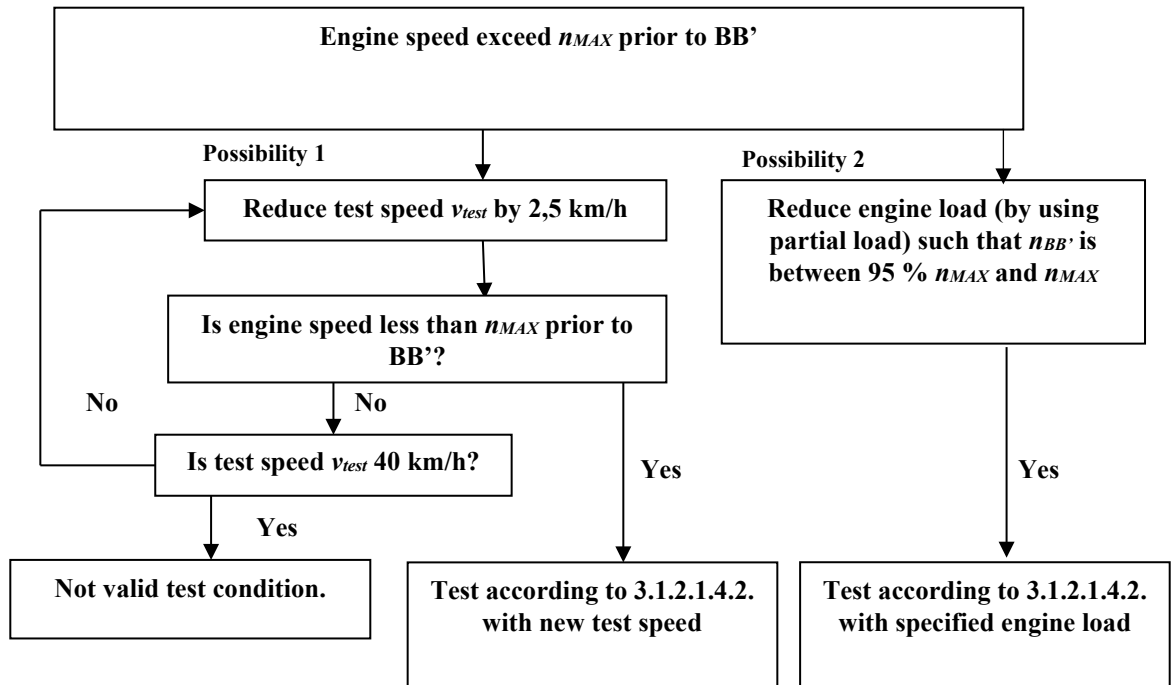 Engine speed exceed nMAX prior to BB’
Possibility 1
Possibility 2
Reduce test speed vtest by 2,5 km/h
Reduce engine load (by using
partial load) such that nBB’ is
between 95 % nMAX and nMAX
Is engine speed less than nMAX prior to
BB’?
No
No
Is test speed vtest 40 km/h?
Yes
Yes
Yes
Not valid test condition.
Test according to 3.1.2.1.4.2.
with new test speed
Test according to 3.1.2.1.4.2.
with specified engine load